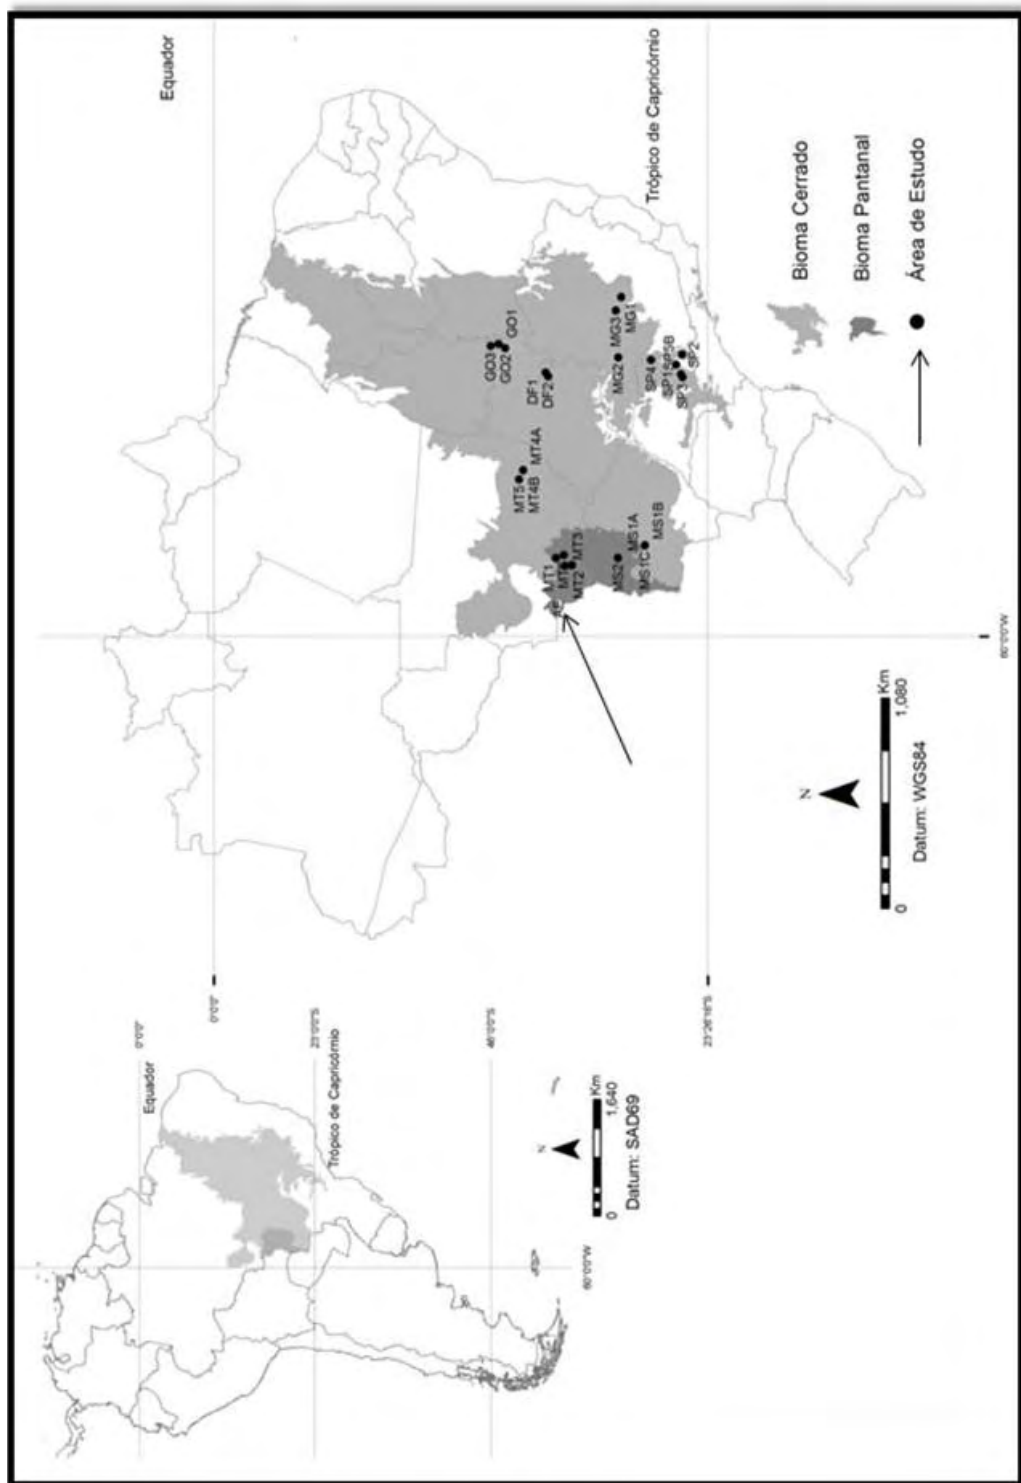 Equador
Trópico de Capricórnio
0°0'0"
23°0'0"S
46°0'0"S
60°0'0"W
N
Km
0
1,640
Datum: SAD69
Equador
Trópico de Capricórnio
0°0'0"
23°26'16"S
60°0'0"W
GO3
GO1
GO2
DF1
DF2
MT5
MT4A
MT4B
MT1
MT3
MT2
MS2
MS1A
MS1C
MS1B
MG3
MG2
MG1
SP4
SP1
SP5B
SP3
SP2
N
Km
0
1,080
Datum: WGS84
Bioma Cerrado
Bioma Pantanal
Área de Estudo